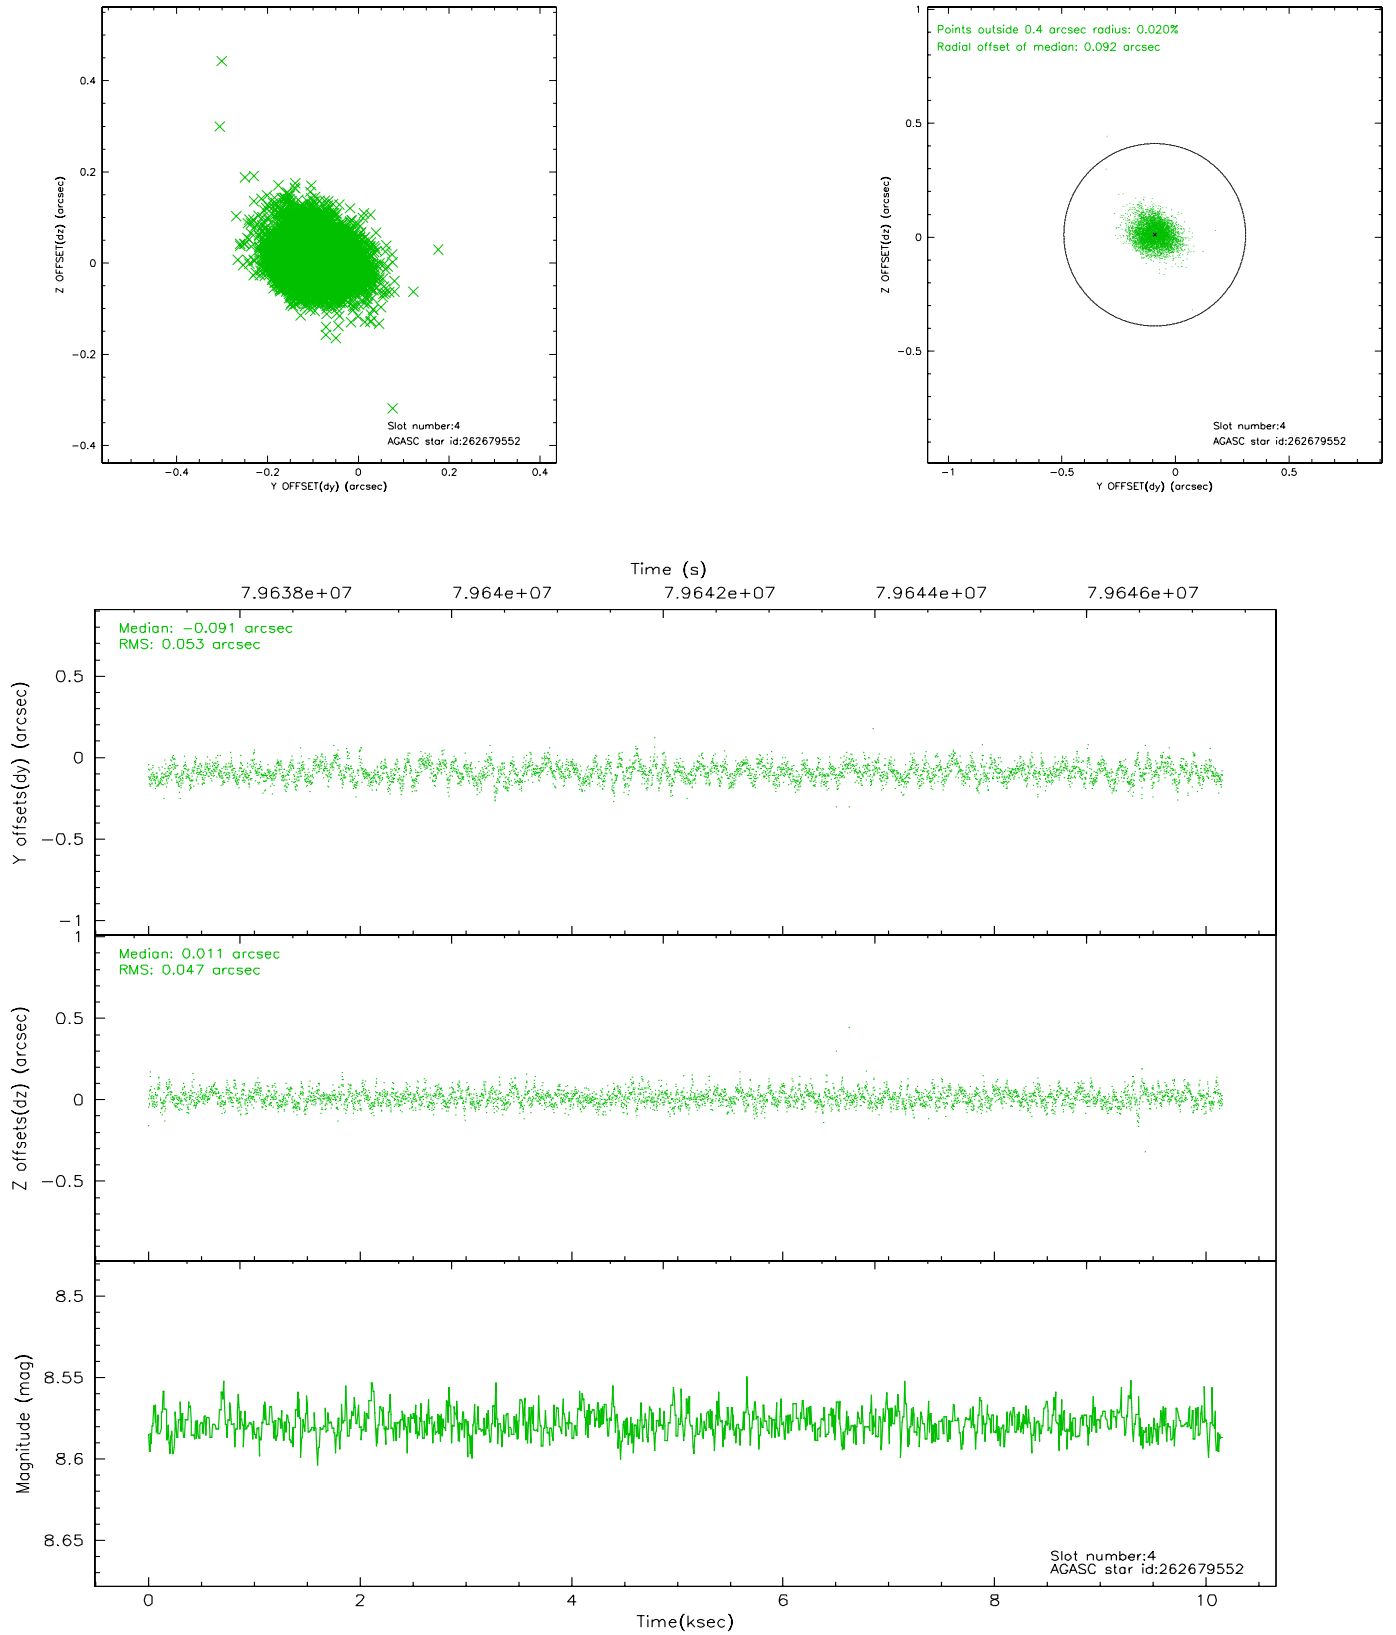 0.4
0.2
0
−0.2
−0.4
Z OFFSET(dz) (arcsec)
−0.4 −0.2 0 0.2 0.4
Y OFFSET(dy) (arcsec)
Slot number:4
AGASC star id:262679552
Points outside 0.4 arcsec radius: 0.020%
Radial offset of median: 0.092 arcsec
1
0.5
0
−0.5
Z OFFSET(dz) (arcsec)
−1 −0.5 0 0.5
Y OFFSET(dy) (arcsec)
Slot number:4
AGASC star id:262679552
Time (s)
7.9638e+07 7.964e+07 7.9642e+07 7.9644e+07 7.9646e+07
Median: −0.091 arcsec
RMS: 0.053 arcsec
0.5
0
−0.5
−1
Y offsets(dy) (arcsec)
Median: 0.011 arcsec
RMS: 0.047 arcsec
1
0.5
0
−0.5
Z offsets(dz) (arcsec)
8.5
8.55
8.6
8.65
Magnitude (mag)
Slot number:4
AGASC star id:262679552
0 2 4 6 8 10
Time(ksec)